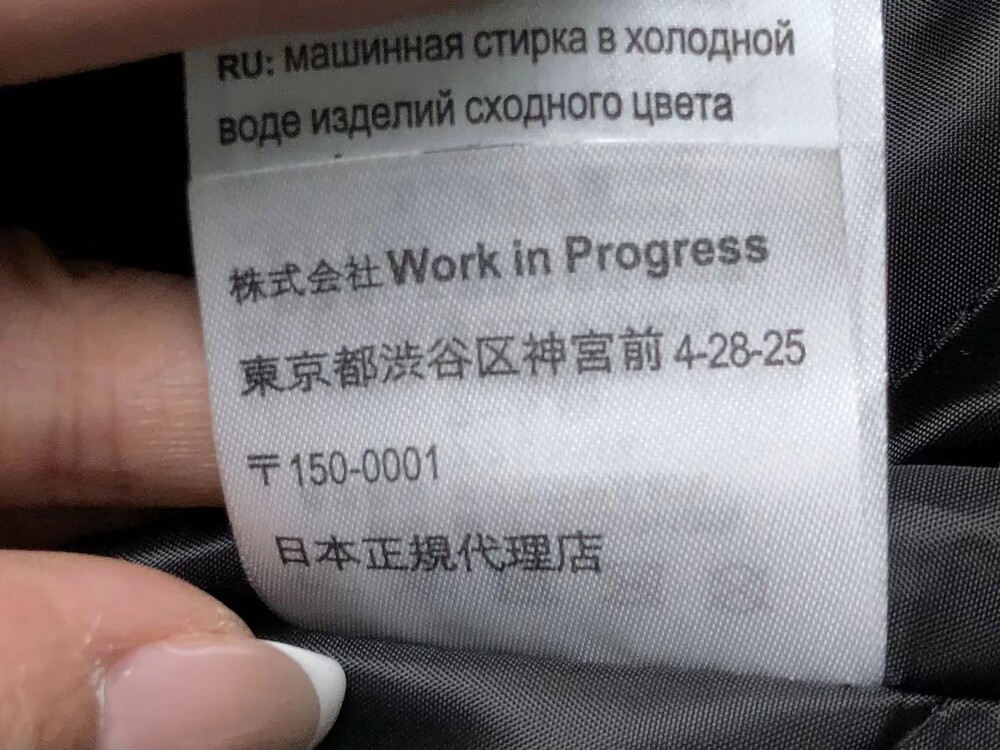 RU: машинная стирка в холодной
воде изделий сходного цвета
株式会社Work in Progress
東京都渋谷区神宮前 4-28-25
〒150-0001
日本正規代理店